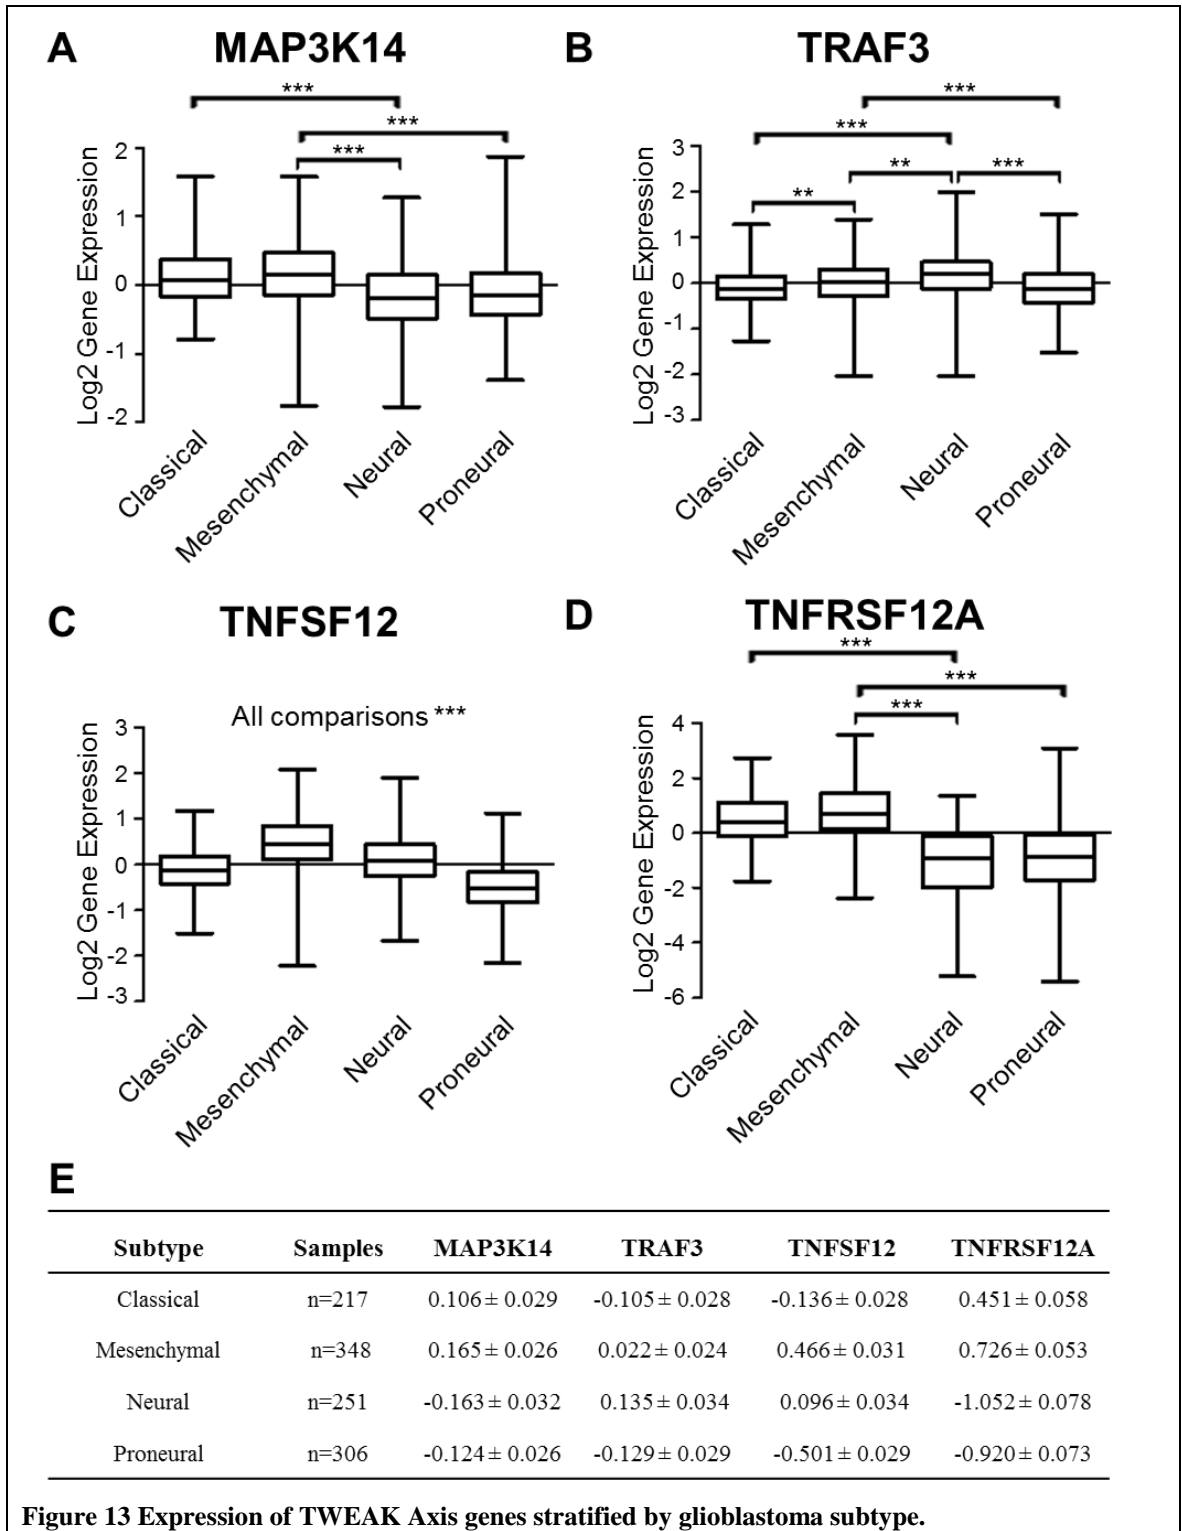 A
MAP3K14
***
***
***
Log2 Gene Expression
2
1
0
-1
-2
Classical
Mesenchymal
Neural
Proneural
B
TRAF3
***
***
**
***
**
Log2 Gene Expression
3
2
1
0
-1
-2
-3
Classical
Mesenchymal
Neural
Proneural
C
TNFSF12
All comparisons ***
Log2 Gene Expression
3
2
1
0
-1
-2
-3
Classical
Mesenchymal
Neural
Proneural
D
TNFRSF12A
***
***
***
Log2 Gene Expression
4
2
0
-2
-4
-6
Classical
Mesenchymal
Neural
Proneural
E
Subtype Samples MAP3K14 TRAF3 TNFSF12 TNFRSF12A
Classical n=217 0.106 ± 0.029 -0.105 ± 0.028 -0.136 ± 0.028 0.451 ± 0.058
Mesenchymal n=348 0.165 ± 0.026 0.022 ± 0.024 0.466 ± 0.031 0.726 ± 0.053
Neural n=251 -0.163 ± 0.032 0.135 ± 0.034 0.096 ± 0.034 -1.052 ± 0.078
Proneural n=306 -0.124 ± 0.026 -0.129 ± 0.029 -0.501 ± 0.029 -0.920 ± 0.073
Figure 13 Expression of TWEAK Axis genes stratified by glioblastoma subtype.